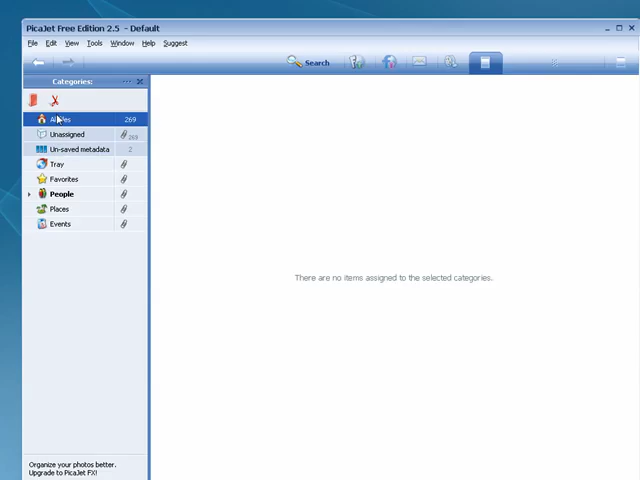 PicaJet Free Edition 2.5 - Default
File Edit View Tools Window Help Suggest
Search
Categories:
269
Unassigned 269
Un-saved metadata 2
Tray
Favorites
People
Places
Events
There are no items assigned to the selected categories.
Organize your photos better.
Upgrade to PicaJet FX!